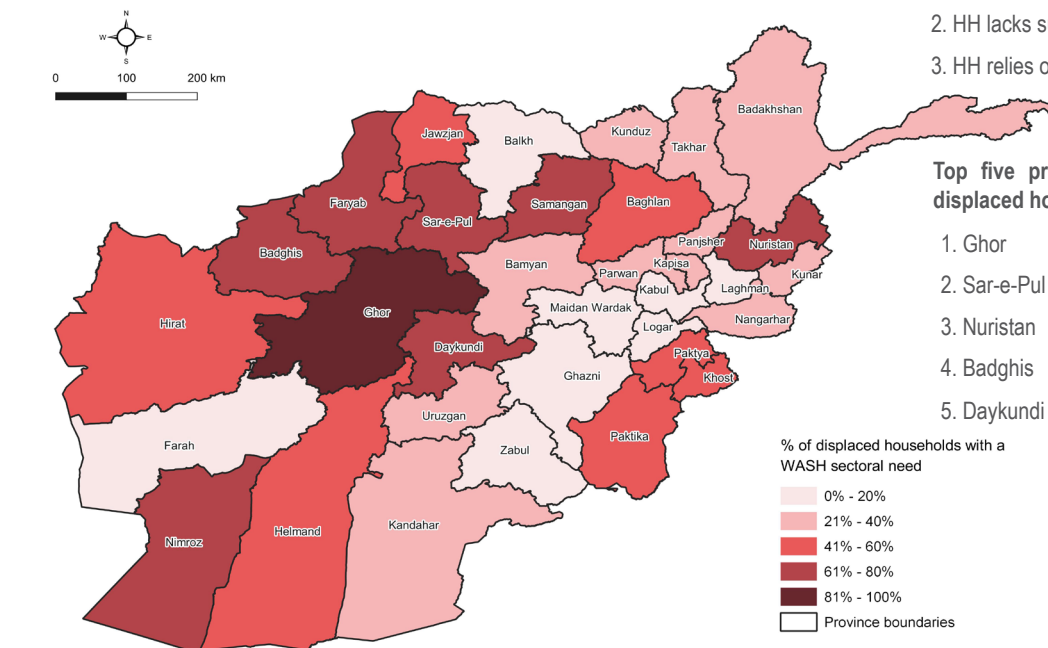 N
W E
S
0 100 200 km
2. HH lacks s
3. HH relies o
Badakhshan
Jawzjan
Balkh
Kunduz
Takhar
Faryab
Sar-e-Pul
Samangan
Baghlan
Badghis
Panjsher
Nuristan
Bamyan
Parwan
Kapisa
Kunar
Kabul
Laghman
Ghor
Maidan Wardak
Hirat
Logar
Nangarhar
Daykundi
Paktya
Ghazni
Khost
Uruzgan
Farah
Zabul
Paktika
Kandahar
Helmand
Nimroz
Top five pr
displaced ho
1. Ghor
2. Sar-e-Pul
3. Nuristan
4. Badghis
5. Daykundi
% of displaced households with a
WASH sectoral need
0% - 20%
21% - 40%
41% - 60%
61% - 80%
81% - 100%
Province boundaries